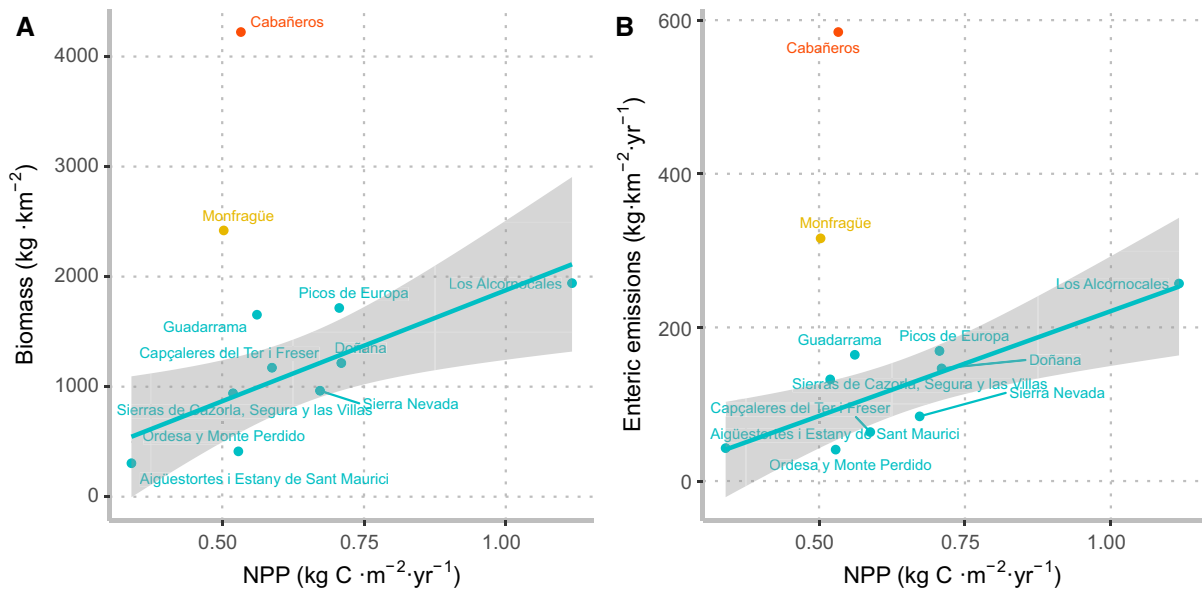 A
Cabañeros
4000
3000
2000
1000
0
Biomass (kg ·km⁻²)
Monfragüe
Picos de Europa
Los Alcornocales
Guadarrama
Capçaleres del Ter i Freser
Doñana
Sierras de Cazorla, Segura y las Villas
Sierra Nevada
Ordesa y Monte Perdido
Aigüestortes i Estany de Sant Maurici
0.50
0.75
1.00
NPP (kg C ·m⁻²·yr⁻¹)
B
600
400
200
0
Enteric emissions (kg·km⁻²·yr⁻¹)
Cabañeros
Monfragüe
Los Alcornocales
Guadarrama
Picos de Europa
Doñana
Sierras de Cazorla, Segura y las Villas
Sierra Nevada
Capçaleres del Ter i Freser
Aigüestortes i Estany de Sant Maurici
Ordesa y Monte Perdido
0.50
0.75
1.00
NPP (kg C ·m⁻²·yr⁻¹)